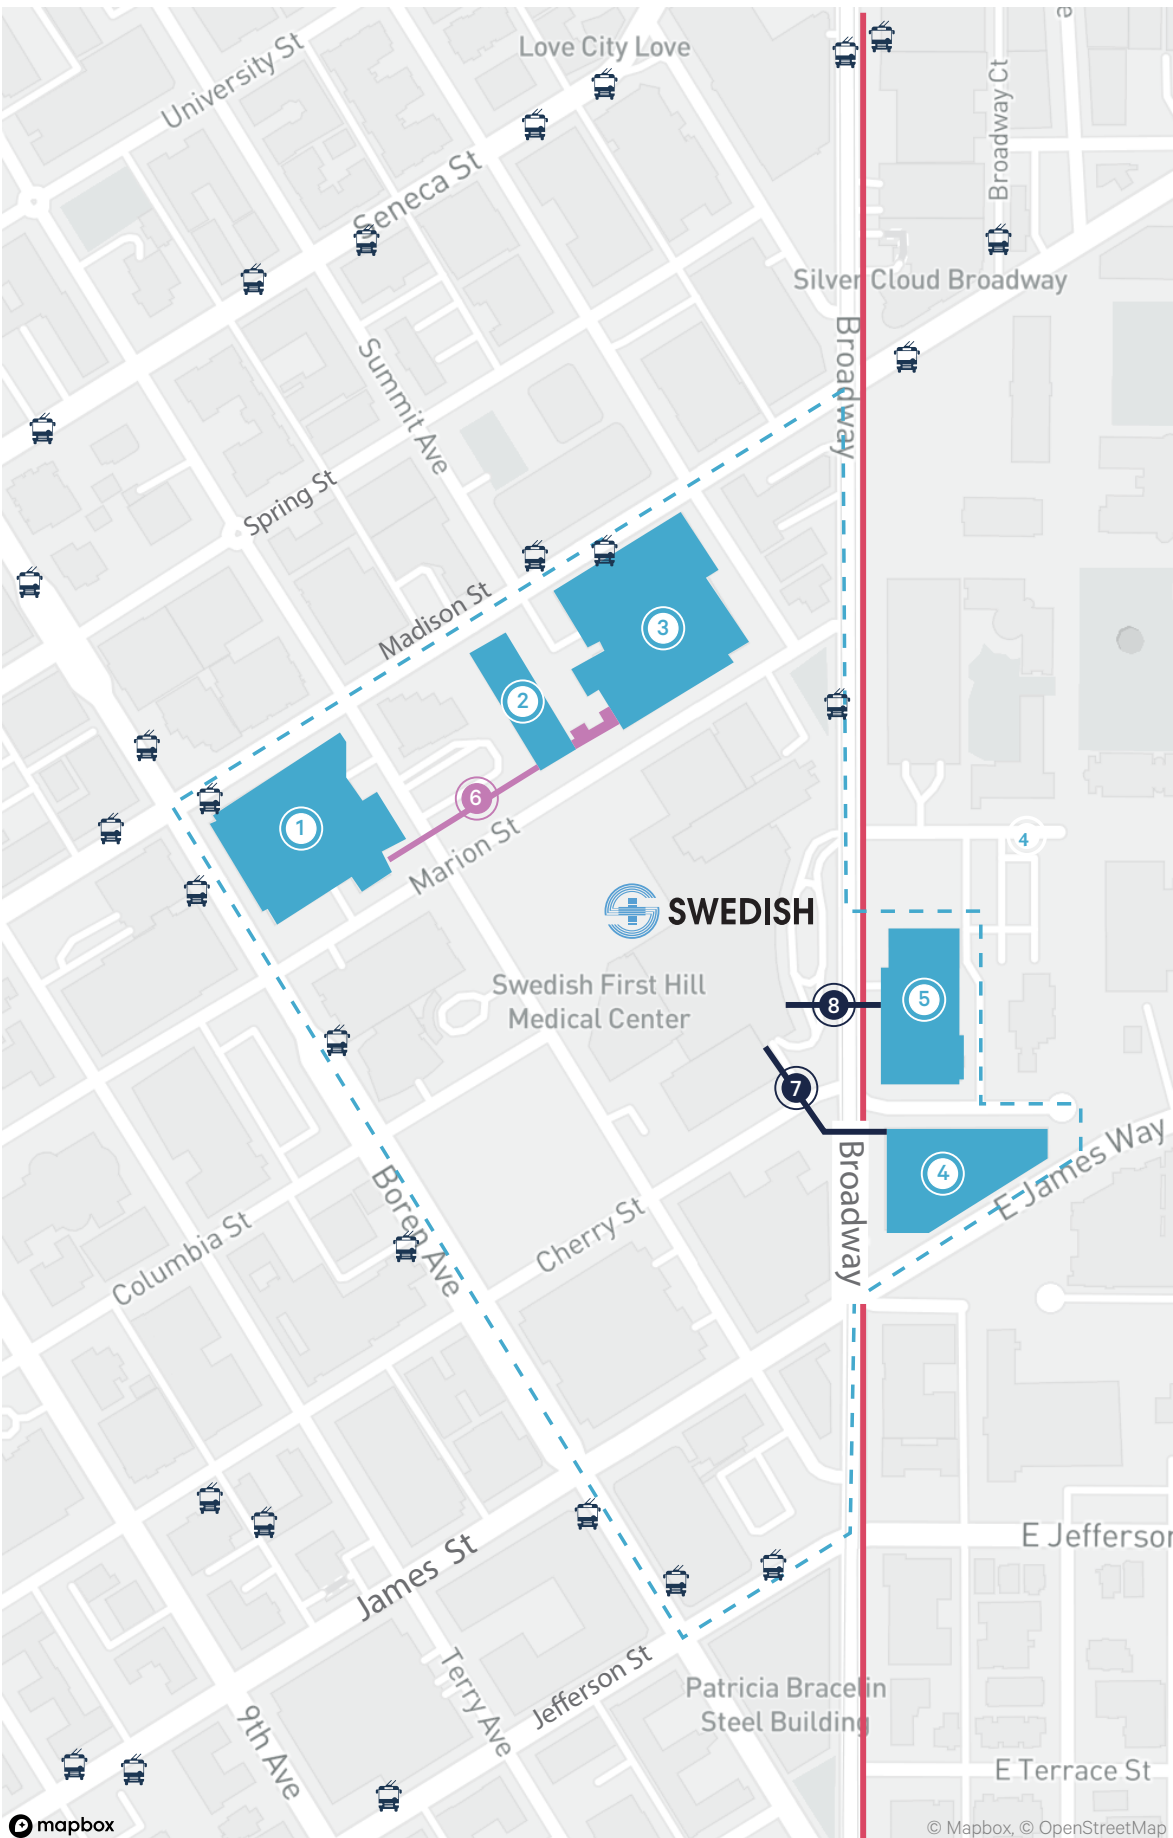 Love City Love
University St
Broadway Ct
Seneca St
Silver Cloud Broadway
Broadway
Summit Ave
Spring St
Madison St
3
2
6
1
Marion St
4
SWEDISH
Swedish First Hill
Medical Center
5
8
7
Broadway
4
E James Way
Boren Ave
Columbia St
Cherry St
James St
E Jefferson
Terry Ave
Jefferson St
Patricia Bracelin
Steel Building
9th Ave
E Terrace St
mapbox
© Mapbox, © OpenStreetMap